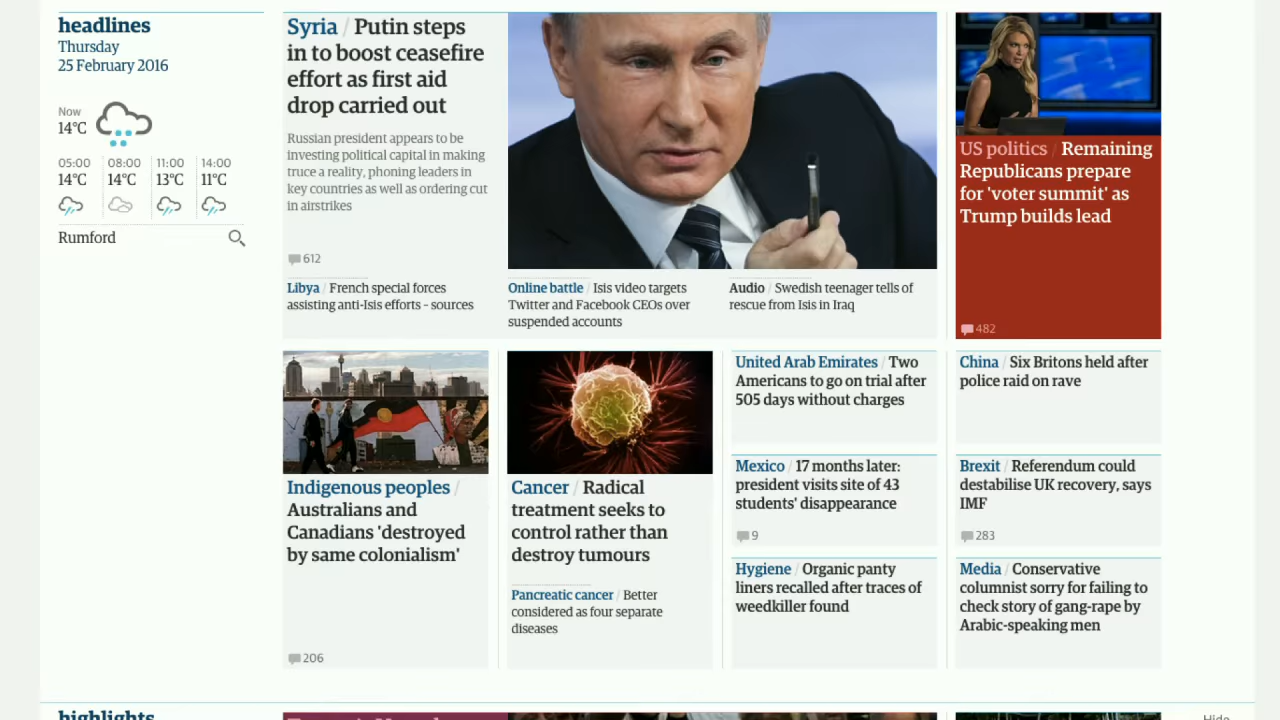 headlines
Thursday
25 February 2016
Now
14°C
05:00 08:00 11:00 14:00
14°C 14°C 13°C 11°C
Rumford
Syria / Putin steps
in to boost ceasefire
effort as first aid
drop carried out
Russian president appears to be
investing political capital in making
truce a reality, phoning leaders in
key countries as well as ordering cut
in airstrikes
612
Libya / French special forces
assisting anti-Isis efforts – sources
Online battle / Isis video targets
Twitter and Facebook CEOs over
suspended accounts
Audio / Swedish teenager tells of
rescue from Isis in Iraq
US politics / Remaining
Republicans prepare
for 'voter summit' as
Trump builds lead
482
Indigenous peoples /
Australians and
Canadians 'destroyed
by same colonialism'
206
Cancer / Radical
treatment seeks to
control rather than
destroy tumours
Pancreatic cancer / Better
considered as four separate
diseases
United Arab Emirates / Two
Americans to go on trial after
505 days without charges
China / Six Britons held after
police raid on rave
Mexico / 17 months later:
president visits site of 43
students' disappearance
9
Brexit / Referendum could
destabilise UK recovery, says
IMF
283
Hygiene / Organic panty
liners recalled after traces of
weedkiller found
Media / Conservative
columnist sorry for failing to
check story of gang-rape by
Arabic-speaking men
highlights
Hide